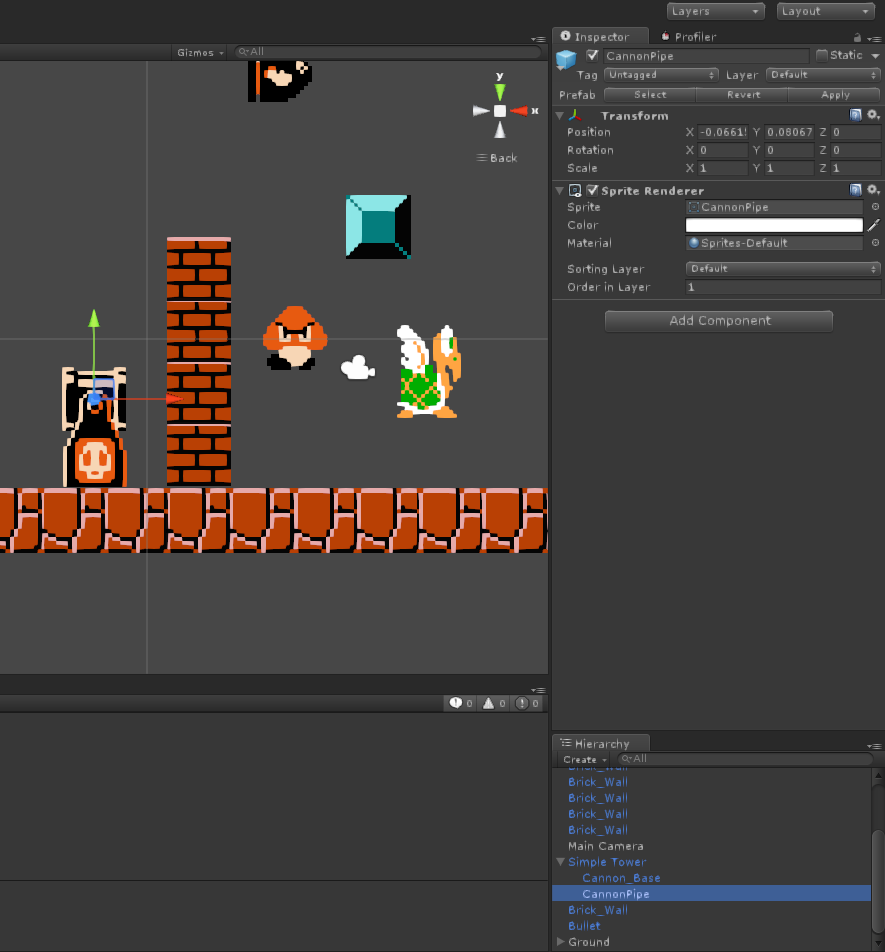 Layers Layout
Inspector Profiler
Gizmos All
CannonPipe Static
Tag Untagged Layer Default
Prefab Select Revert Apply
Transform
Position X -0.0661 Y 0.08067 Z 0
Rotation X 0 Y 0 Z 0
Scale X 1 Y 1 Z 1
Sprite Renderer
Sprite CannonPipe
Color
Material Sprites-Default
Sorting Layer Default
Order in Layer 1
Add Component
y
x
Back
0 0 0
Hierarchy
Create All
Brick_Wall
Brick_Wall
Brick_Wall
Brick_Wall
Brick_Wall
Main Camera
Simple Tower
Cannon_Base
CannonPipe
Brick_Wall
Bullet
Ground